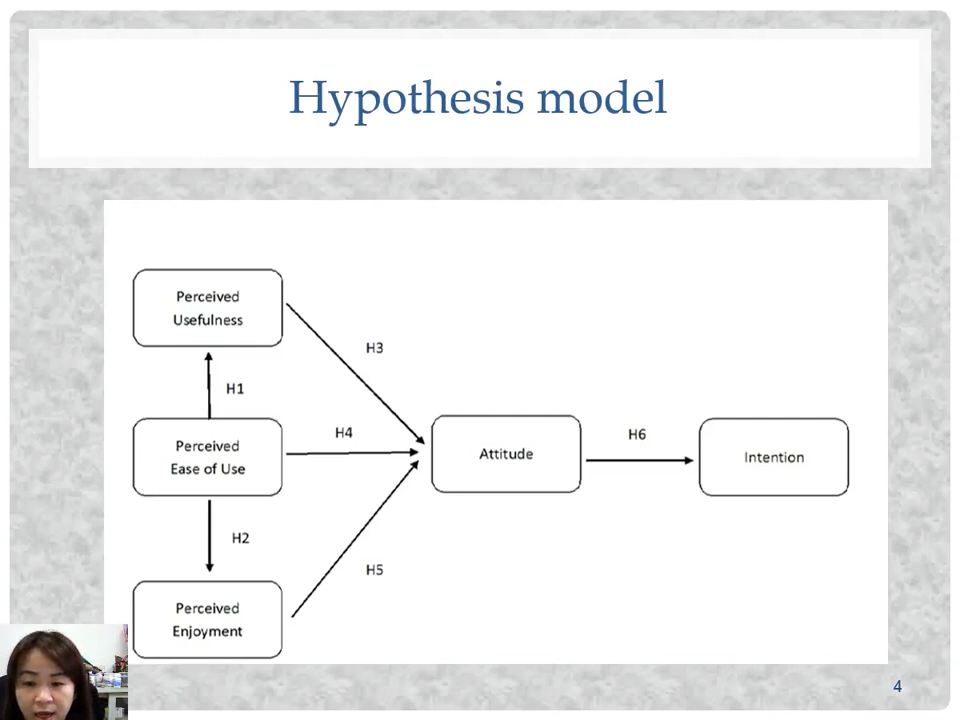 Hypothesis model
Perceived
Usefulness
H3
H1
H4
Perceived
Ease of Use
Attitude
H6
Intention
H2
H5
Perceived
Enjoyment
4